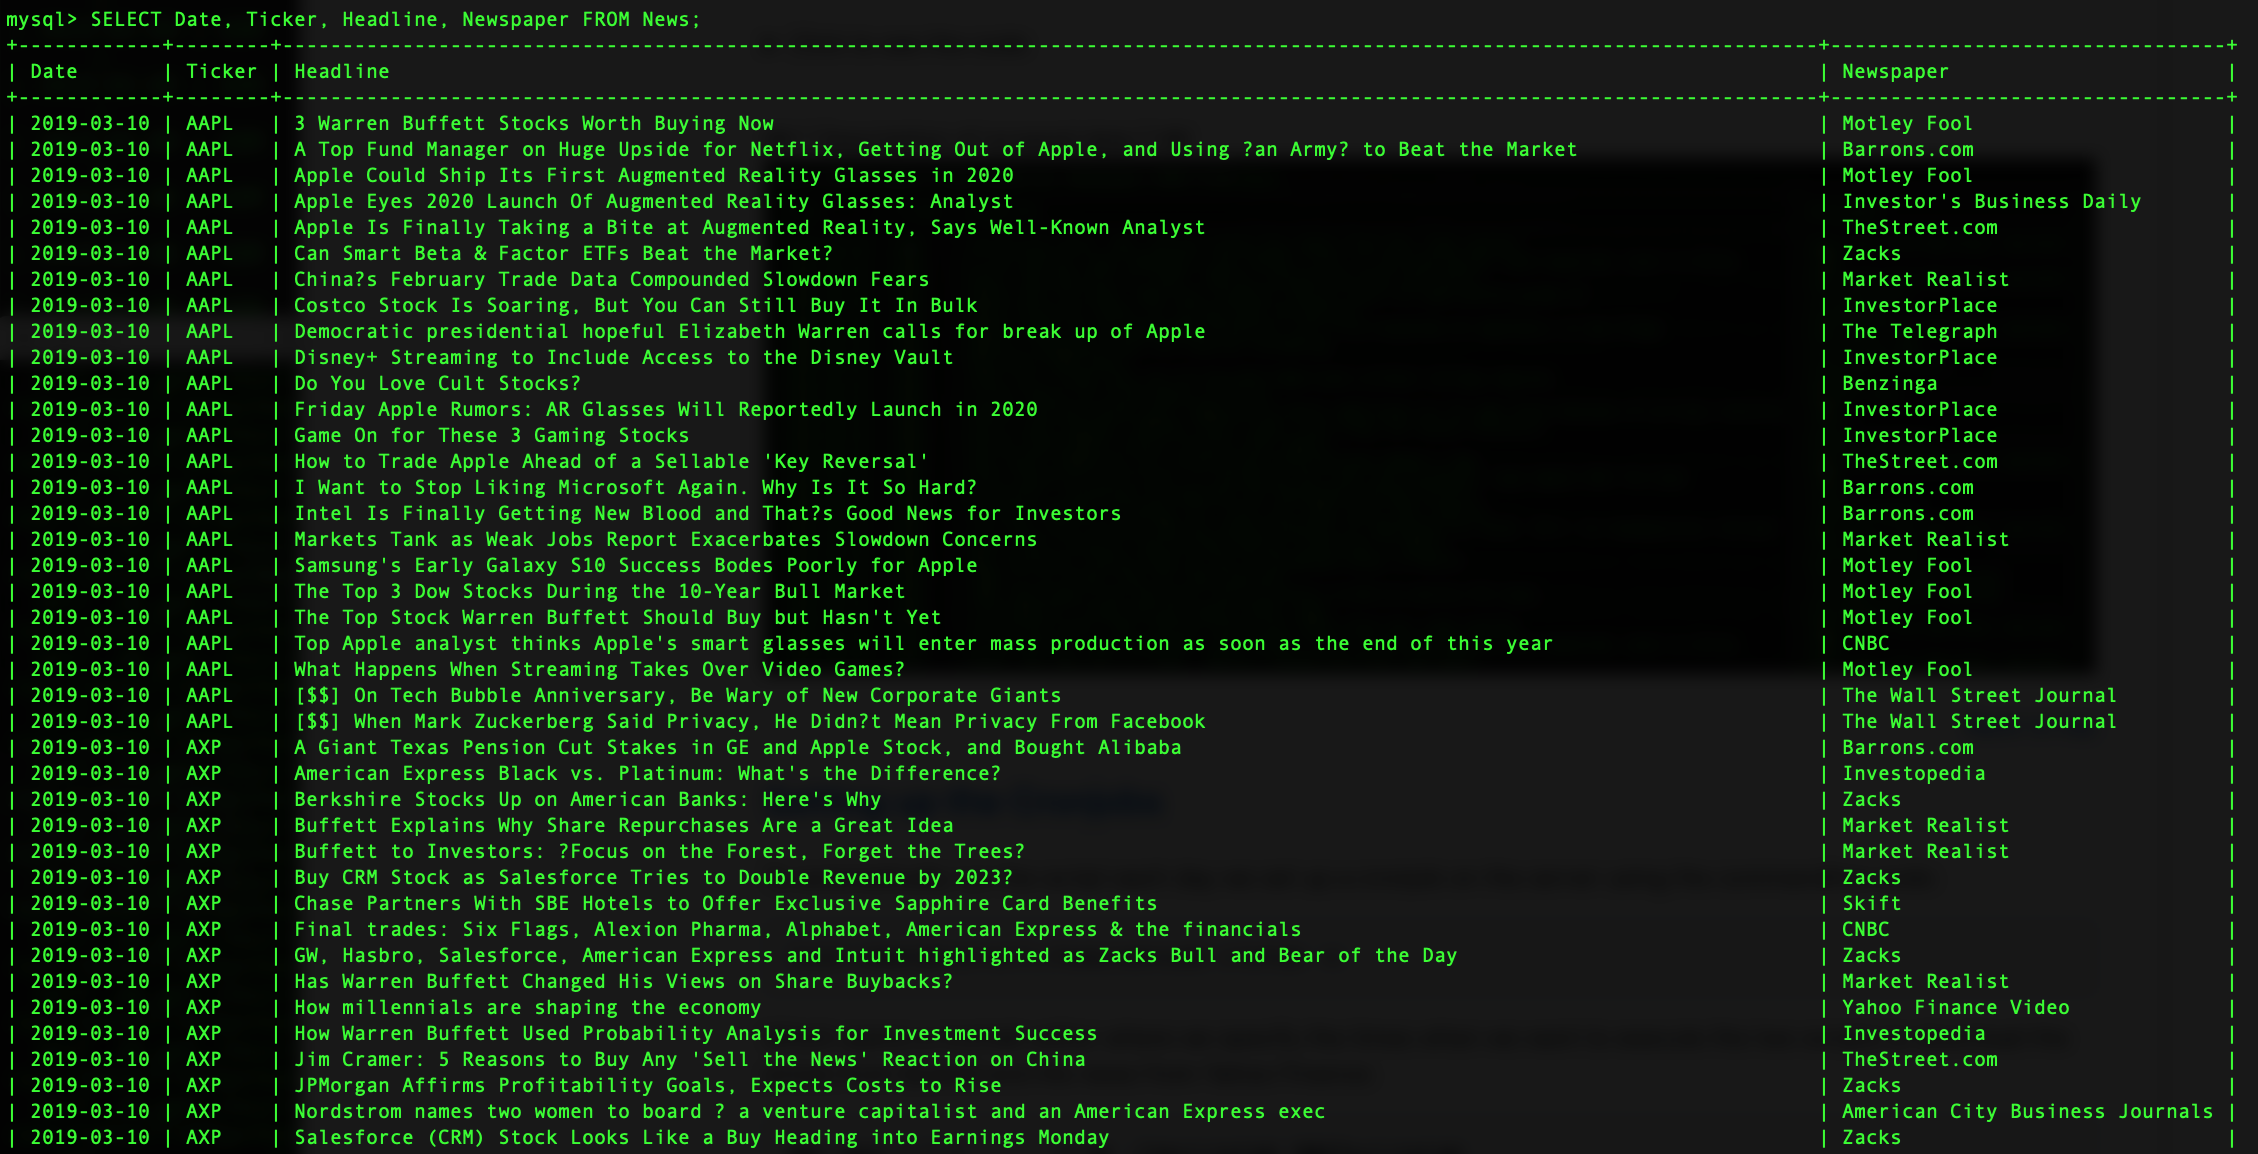 mysql> SELECT Date, Ticker, Headline, Newspaper FROM News;
+------------+--------+--------------------------------------------------------------------------------------------------------------------------------+---------------------------------+
| Date       | Ticker | Headline                                                                                                                       | Newspaper                       |
+------------+--------+--------------------------------------------------------------------------------------------------------------------------------+---------------------------------+
| 2019-03-10 | AAPL   | 3 Warren Buffett Stocks Worth Buying Now                                                                                       | Motley Fool                     |
| 2019-03-10 | AAPL   | A Top Fund Manager on Huge Upside for Netflix, Getting Out of Apple, and Using ?an Army? to Beat the Market                    | Barrons.com                     |
| 2019-03-10 | AAPL   | Apple Could Ship Its First Augmented Reality Glasses in 2020                                                                   | Motley Fool                     |
| 2019-03-10 | AAPL   | Apple Eyes 2020 Launch Of Augmented Reality Glasses: Analyst                                                                   | Investor's Business Daily       |
| 2019-03-10 | AAPL   | Apple Is Finally Taking a Bite at Augmented Reality, Says Well-Known Analyst                                                   | TheStreet.com                   |
| 2019-03-10 | AAPL   | Can Smart Beta & Factor ETFs Beat the Market?                                                                                  | Zacks                           |
| 2019-03-10 | AAPL   | China?s February Trade Data Compounded Slowdown Fears                                                                          | Market Realist                  |
| 2019-03-10 | AAPL   | Costco Stock Is Soaring, But You Can Still Buy It In Bulk                                                                      | InvestorPlace                   |
| 2019-03-10 | AAPL   | Democratic presidential hopeful Elizabeth Warren calls for break up of Apple                                                   | The Telegraph                   |
| 2019-03-10 | AAPL   | Disney+ Streaming to Include Access to the Disney Vault                                                                        | InvestorPlace                   |
| 2019-03-10 | AAPL   | Do You Love Cult Stocks?                                                                                                       | Benzinga                        |
| 2019-03-10 | AAPL   | Friday Apple Rumors: AR Glasses Will Reportedly Launch in 2020                                                                 | InvestorPlace                   |
| 2019-03-10 | AAPL   | Game On for These 3 Gaming Stocks                                                                                              | InvestorPlace                   |
| 2019-03-10 | AAPL   | How to Trade Apple Ahead of a Sellable 'Key Reversal'                                                                          | TheStreet.com                   |
| 2019-03-10 | AAPL   | I Want to Stop Liking Microsoft Again. Why Is It So Hard?                                                                      | Barrons.com                     |
| 2019-03-10 | AAPL   | Intel Is Finally Getting New Blood and That?s Good News for Investors                                                          | Barrons.com                     |
| 2019-03-10 | AAPL   | Markets Tank as Weak Jobs Report Exacerbates Slowdown Concerns                                                                 | Market Realist                  |
| 2019-03-10 | AAPL   | Samsung's Early Galaxy S10 Success Bodes Poorly for Apple                                                                      | Motley Fool                     |
| 2019-03-10 | AAPL   | The Top 3 Dow Stocks During the 10-Year Bull Market                                                                            | Motley Fool                     |
| 2019-03-10 | AAPL   | The Top Stock Warren Buffett Should Buy but Hasn't Yet                                                                         | Motley Fool                     |
| 2019-03-10 | AAPL   | Top Apple analyst thinks Apple's smart glasses will enter mass production as soon as the end of this year                      | CNBC                            |
| 2019-03-10 | AAPL   | What Happens When Streaming Takes Over Video Games?                                                                            | Motley Fool                     |
| 2019-03-10 | AAPL   | [$$] On Tech Bubble Anniversary, Be Wary of New Corporate Giants                                                               | The Wall Street Journal         |
| 2019-03-10 | AAPL   | [$$] When Mark Zuckerberg Said Privacy, He Didn?t Mean Privacy From Facebook                                                   | The Wall Street Journal         |
| 2019-03-10 | AXP    | A Giant Texas Pension Cut Stakes in GE and Apple Stock, and Bought Alibaba                                                     | Barrons.com                     |
| 2019-03-10 | AXP    | American Express Black vs. Platinum: What's the Difference?                                                                    | Investopedia                    |
| 2019-03-10 | AXP    | Berkshire Stocks Up on American Banks: Here's Why                                                                              | Zacks                           |
| 2019-03-10 | AXP    | Buffett Explains Why Share Repurchases Are a Great Idea                                                                        | Market Realist                  |
| 2019-03-10 | AXP    | Buffett to Investors: ?Focus on the Forest, Forget the Trees?                                                                  | Market Realist                  |
| 2019-03-10 | AXP    | Buy CRM Stock as Salesforce Tries to Double Revenue by 2023?                                                                   | Zacks                           |
| 2019-03-10 | AXP    | Chase Partners With SBE Hotels to Offer Exclusive Sapphire Card Benefits                                                       | Skift                           |
| 2019-03-10 | AXP    | Final trades: Six Flags, Alexion Pharma, Alphabet, American Express & the financials                                           | CNBC                            |
| 2019-03-10 | AXP    | GW, Hasbro, Salesforce, American Express and Intuit highlighted as Zacks Bull and Bear of the Day                              | Zacks                           |
| 2019-03-10 | AXP    | Has Warren Buffett Changed His Views on Share Buybacks?                                                                        | Market Realist                  |
| 2019-03-10 | AXP    | How millennials are shaping the economy                                                                                        | Yahoo Finance Video             |
| 2019-03-10 | AXP    | How Warren Buffett Used Probability Analysis for Investment Success                                                            | Investopedia                    |
| 2019-03-10 | AXP    | Jim Cramer: 5 Reasons to Buy Any 'Sell the News' Reaction on China                                                             | TheStreet.com                   |
| 2019-03-10 | AXP    | JPMorgan Affirms Profitability Goals, Expects Costs to Rise                                                                    | Zacks                           |
| 2019-03-10 | AXP    | Nordstrom names two women to board ? a venture capitalist and an American Express exec                                         | American City Business Journals |
| 2019-03-10 | AXP    | Salesforce (CRM) Stock Looks Like a Buy Heading into Earnings Monday                                                           | Zacks                           |